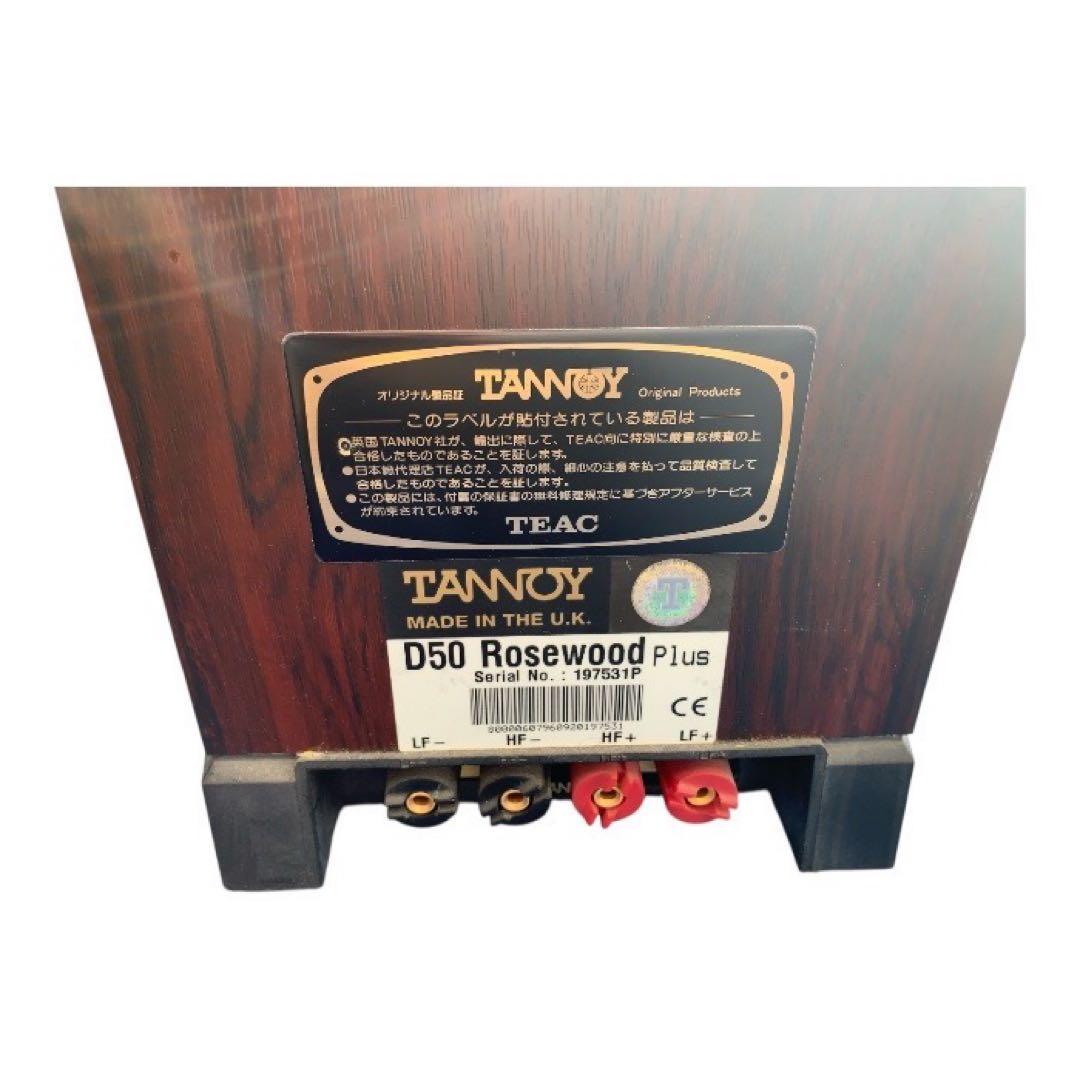 オリジナル製品証 TANNOY Original Products
このラベルが貼付されている製品は
●英国TANNOY社が、輸出に際して、TEAC向に特別に厳重な検査の上
合格したものであることを証します。
●日本総代理店TEACが、入荷の際、細心の注意を払って品質検査して
合格したものであることを証します。
●この製品には、付属の保証書の無料修理規定に基づきアフターサービス
が約束されています。
TEAC
TANNOY T
MADE IN THE U.K.
D50 Rosewood Plus
Serial No. : 197531P
CE
LF- HF- HF+ LF+